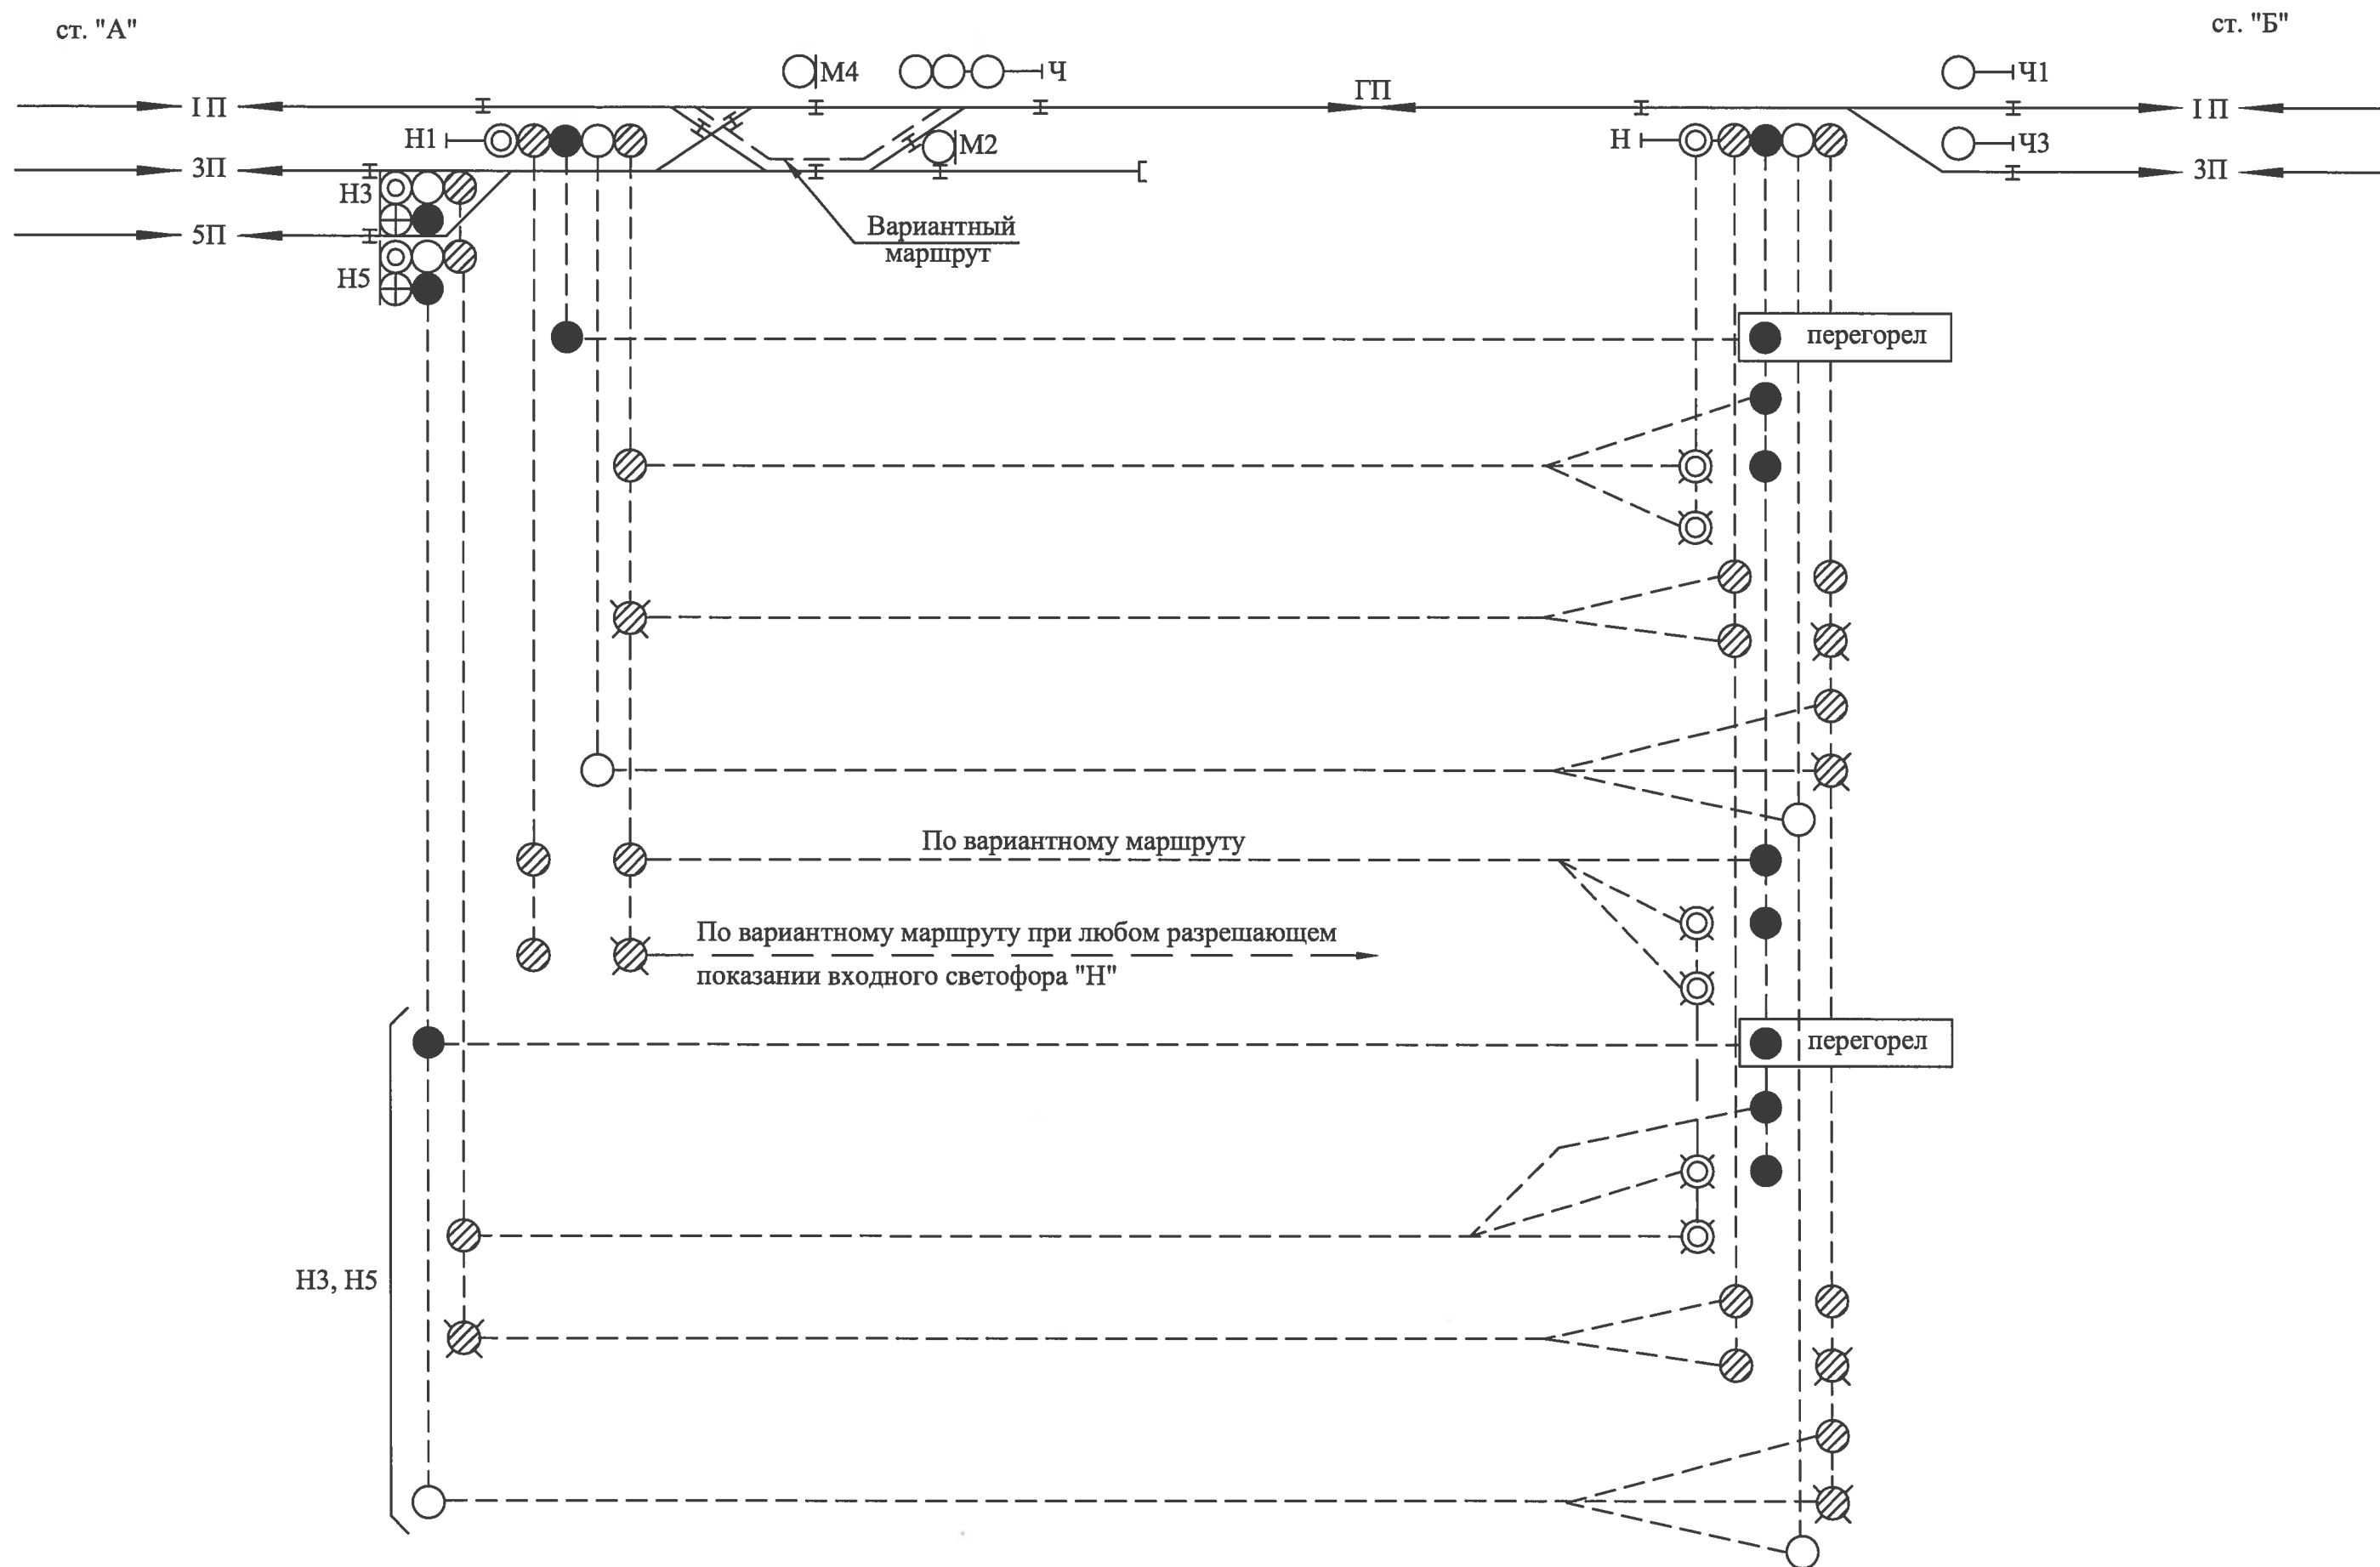 ст. "А"
ст. "Б"
М4
Ч
Ч1
I П
ГП
I П
Н1
М2
Н
Ч3
3П
3П
Н3
5П
Н5
Вариантный
маршрут
перегорел
По вариантному маршруту
По вариантному маршруту при любом разрешающем
показании входного светофора "Н"
перегорел
Н3, Н5